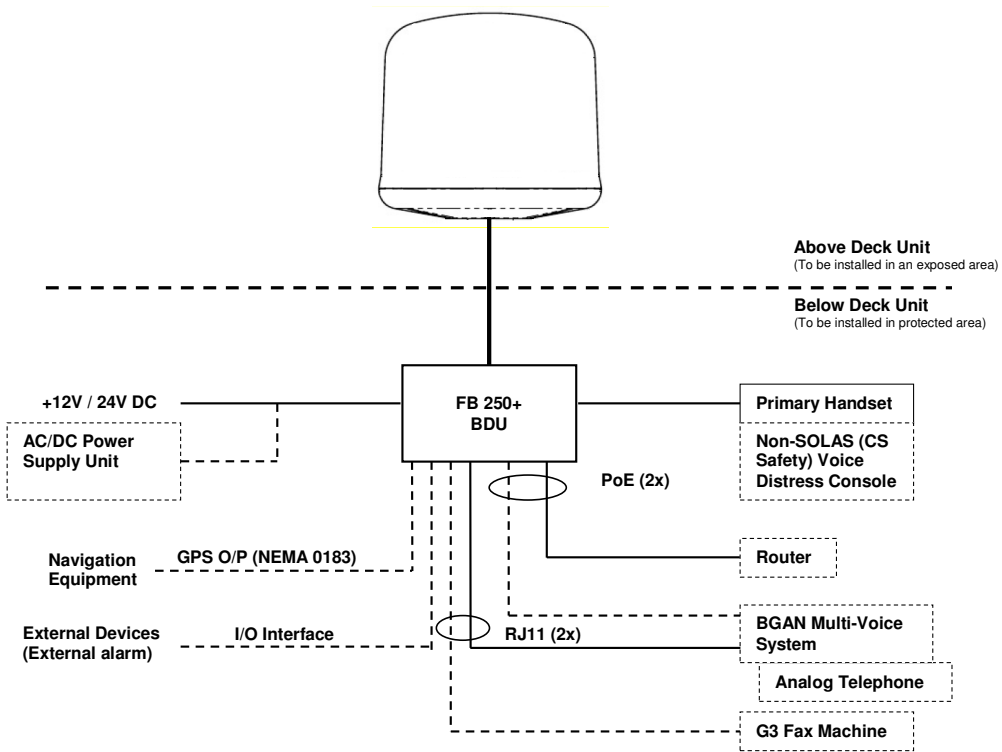 Above Deck Unit
(To be installed in an exposed area)
Below Deck Unit
(To be installed in protected area)
+12V / 24V DC
FB 250+
BDU
Primary Handset
AC/DC Power
Supply Unit
Non-SOLAS (CS
Safety) Voice
Distress Console
PoE (2x)
Navigation
Equipment
GPS O/P (NEMA 0183)
Router
External Devices
(External alarm)
I/O Interface
RJ11 (2x)
BGAN Multi-Voice
System
Analog Telephone
G3 Fax Machine